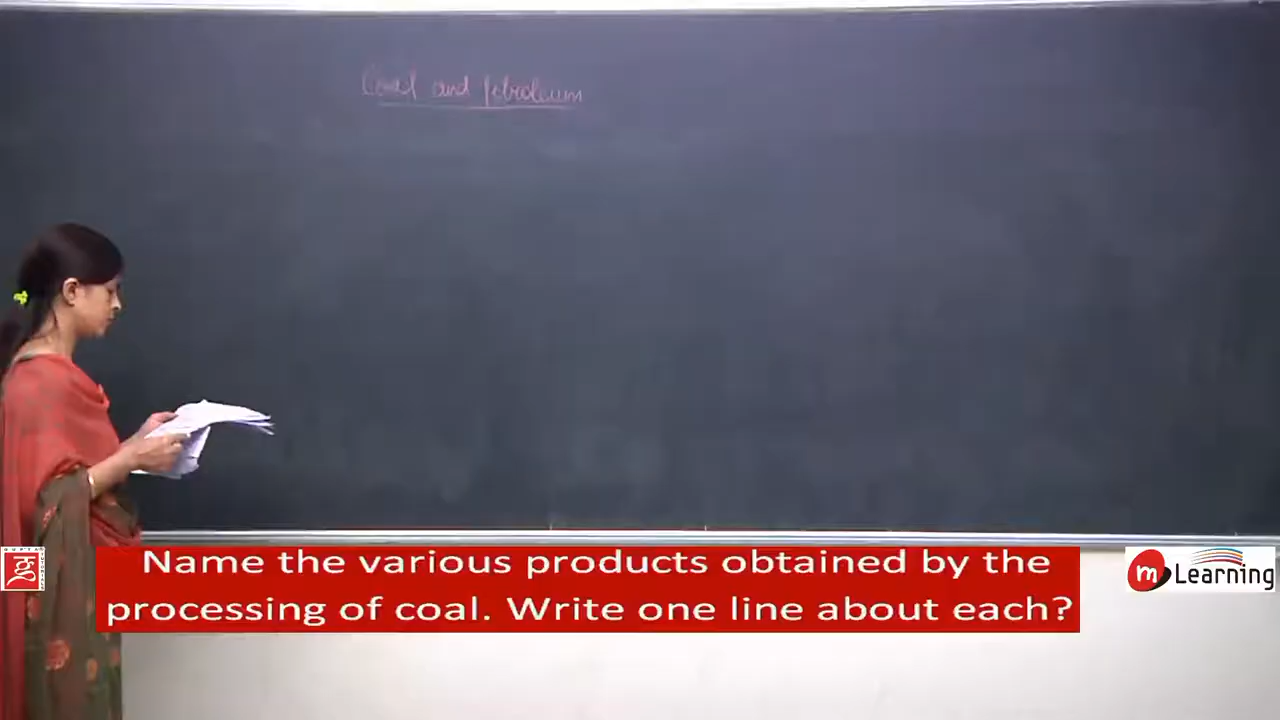 Coal and petroleum
Name the various products obtained by the
processing of coal. Write one line about each?
m Learning